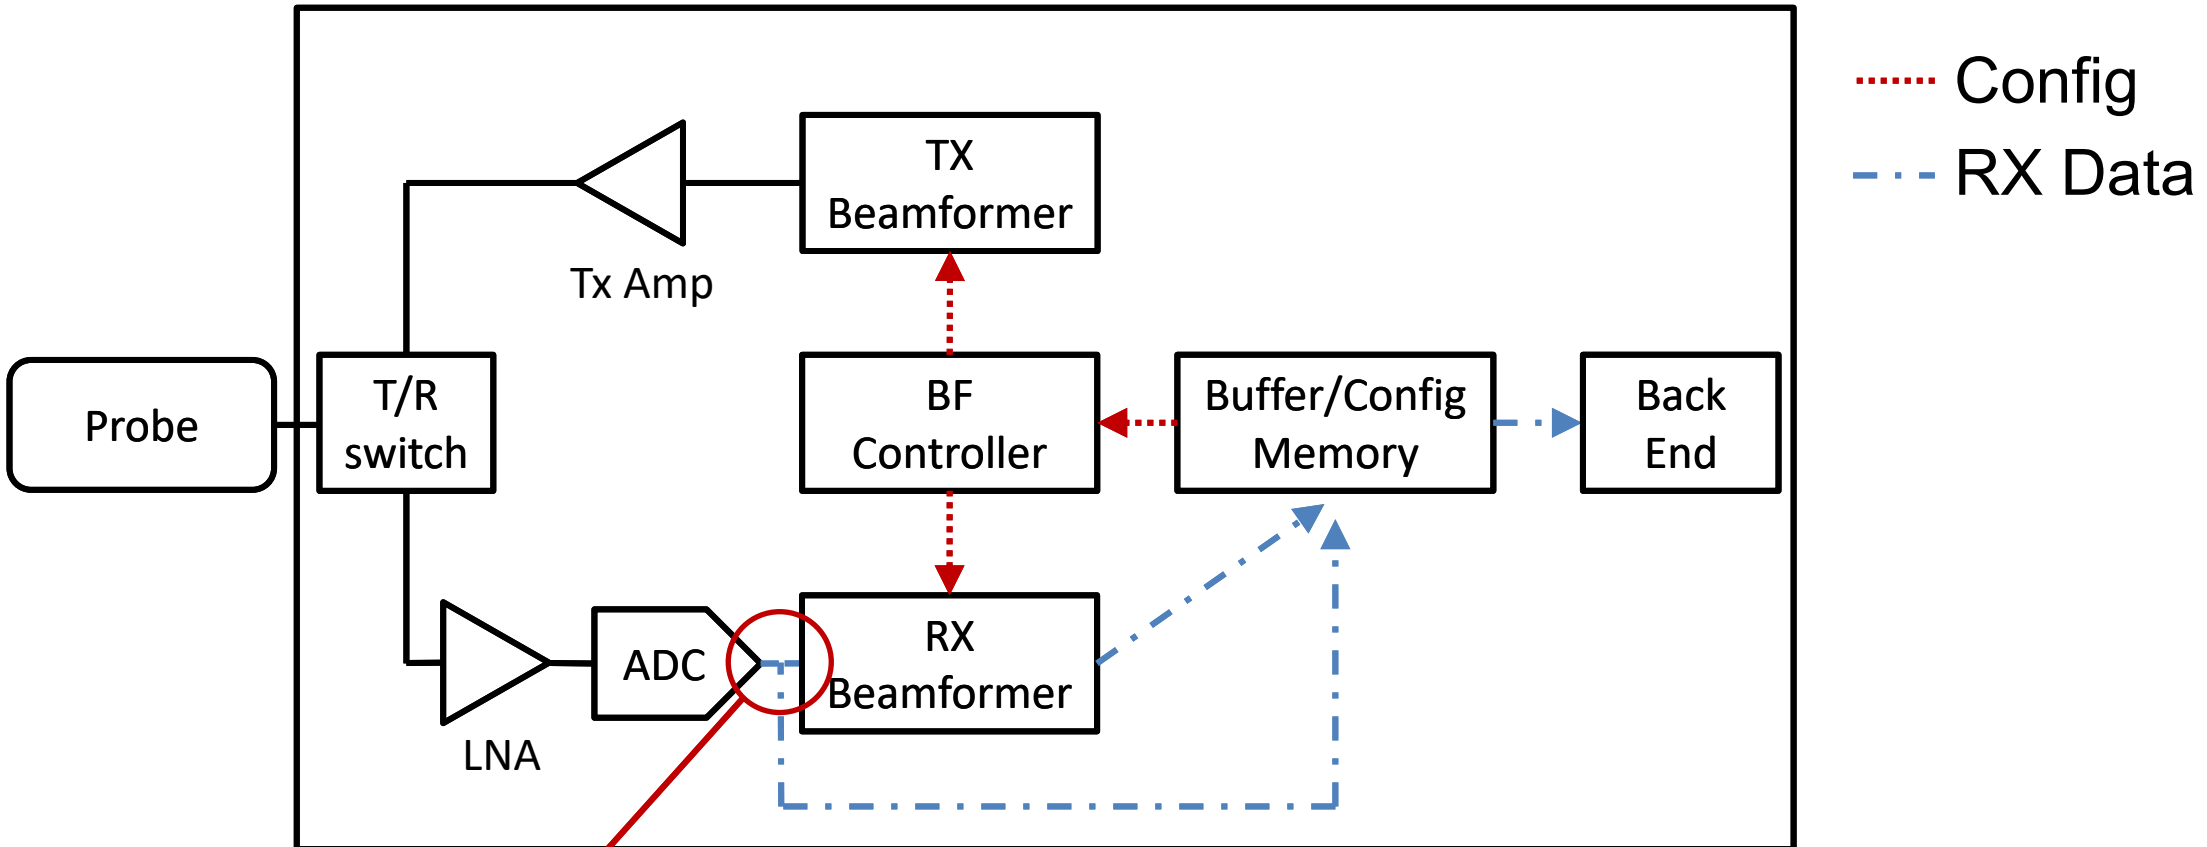 Config
RX Data
TX
Beamformer
Tx Amp
Probe
T/R
switch
BF
Controller
Buffer/Config
Memory
Back
End
RX
Beamformer
ADC
LNA